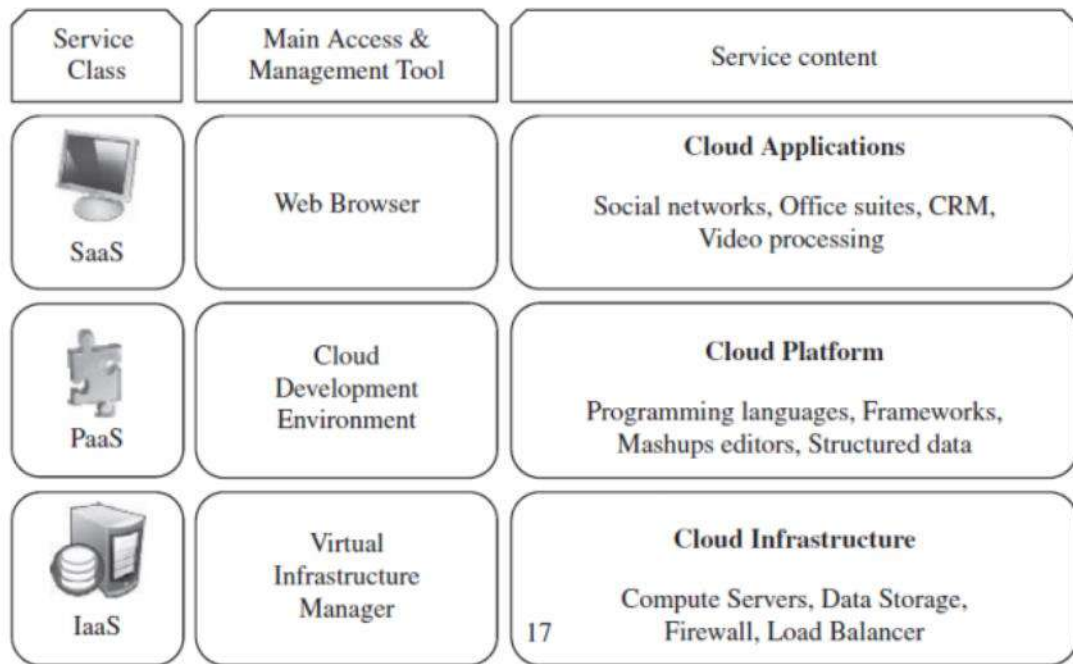 Service
Class
Main Access &
Management Tool
Service content
SaaS
Web Browser
Cloud Applications
Social networks, Office suites, CRM,
Video processing
PaaS
Cloud
Development
Environment
Cloud Platform
Programming languages, Frameworks,
Mashups editors, Structured data
IaaS
Virtual
Infrastructure
Manager
Cloud Infrastructure
Compute Servers, Data Storage,
Firewall, Load Balancer
17